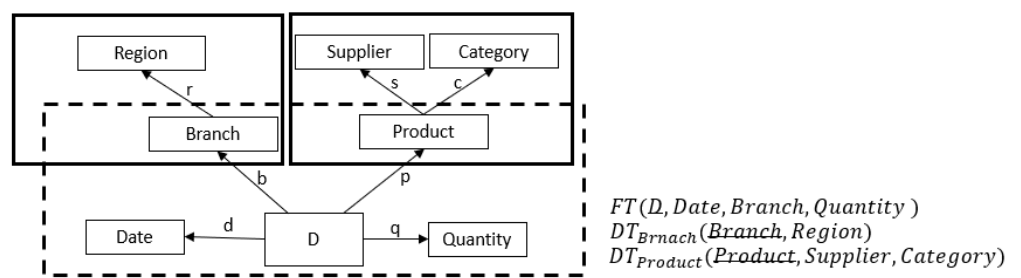 Region
Supplier
Category
r
s
c
Branch
Product
b
p
Date
d
D
q
Quantity
FT(D, Date, Branch, Quantity )
DT_Brnach(Branch, Region)
DT_Product(Product, Supplier, Category)